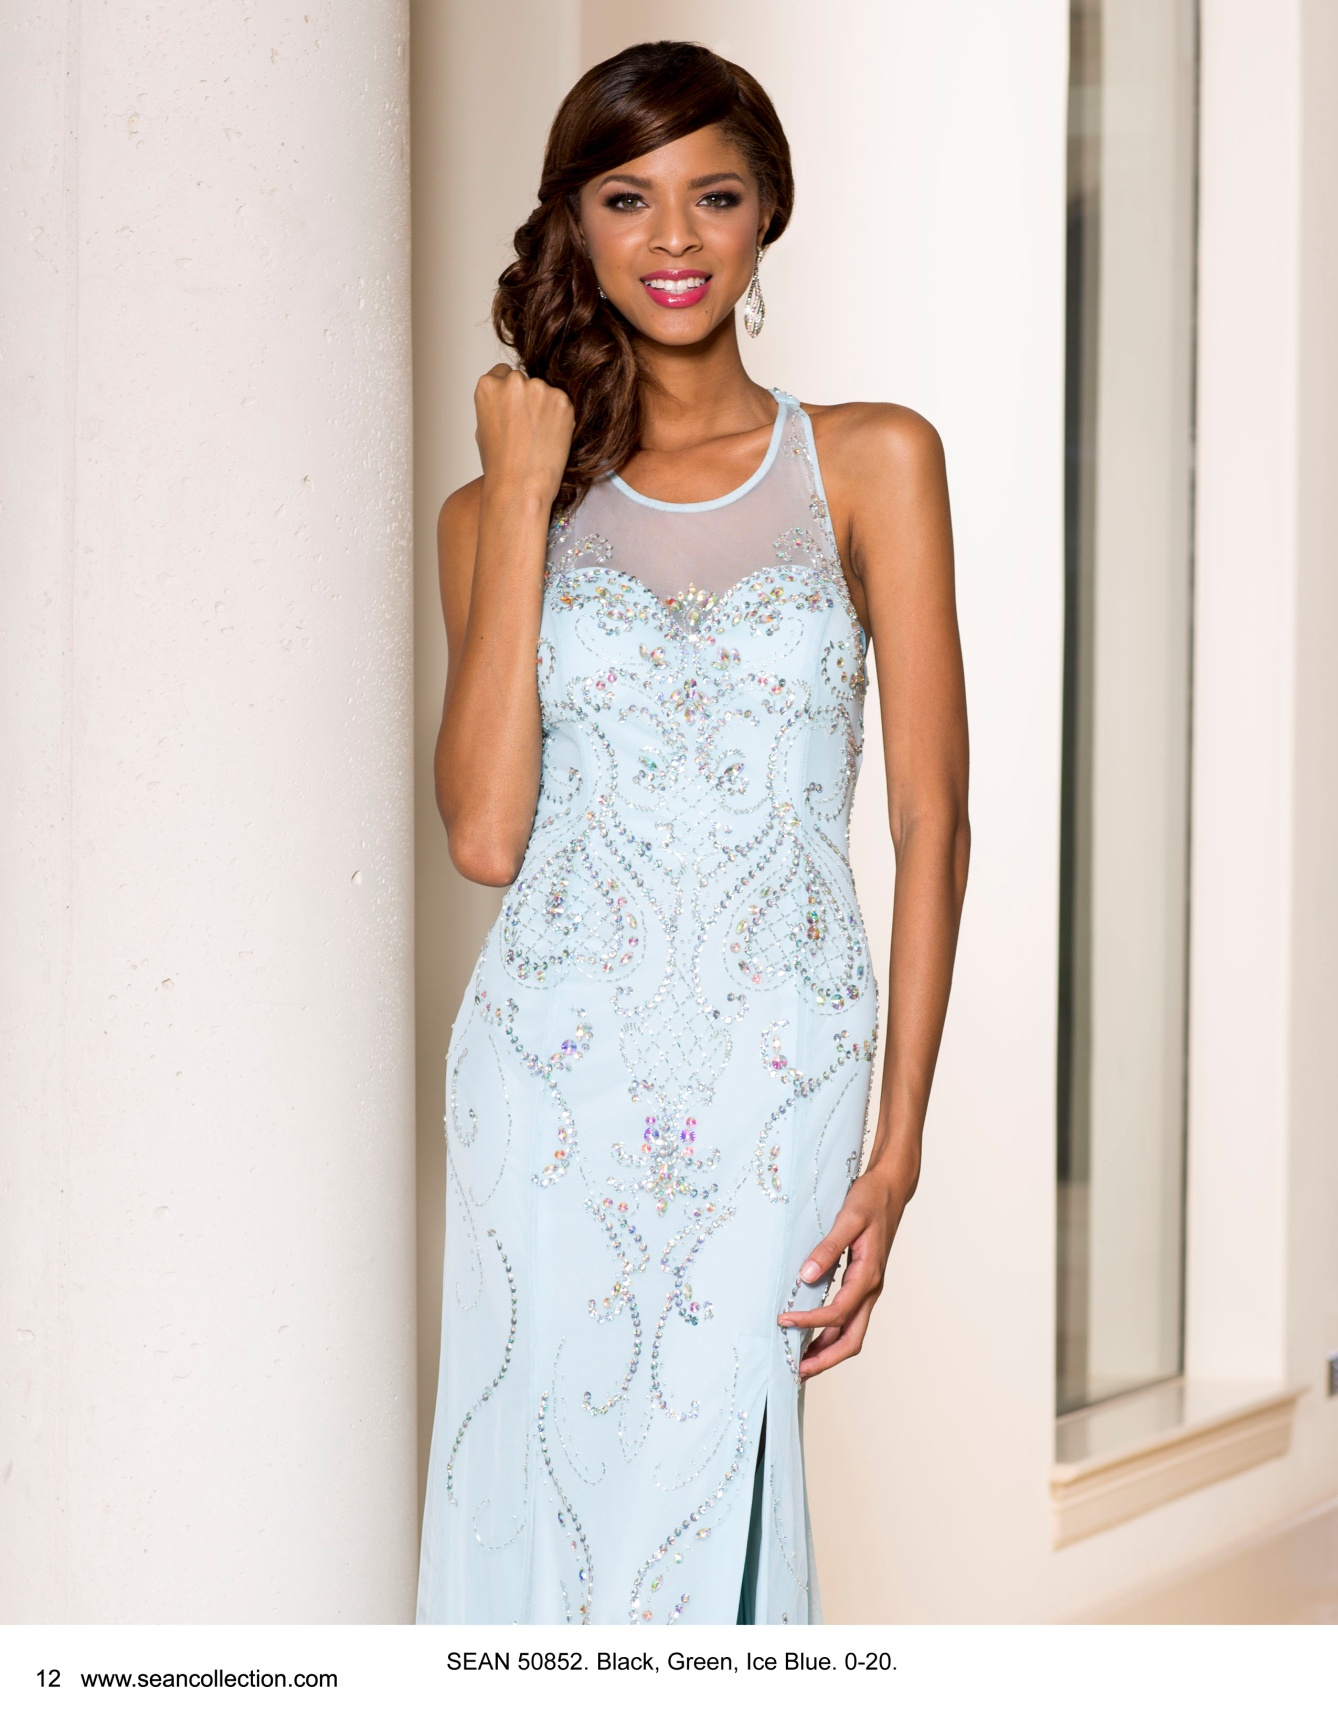 SEAN 50852. Black, Green, Ice Blue. 0-20.
12 www.seancollection.com